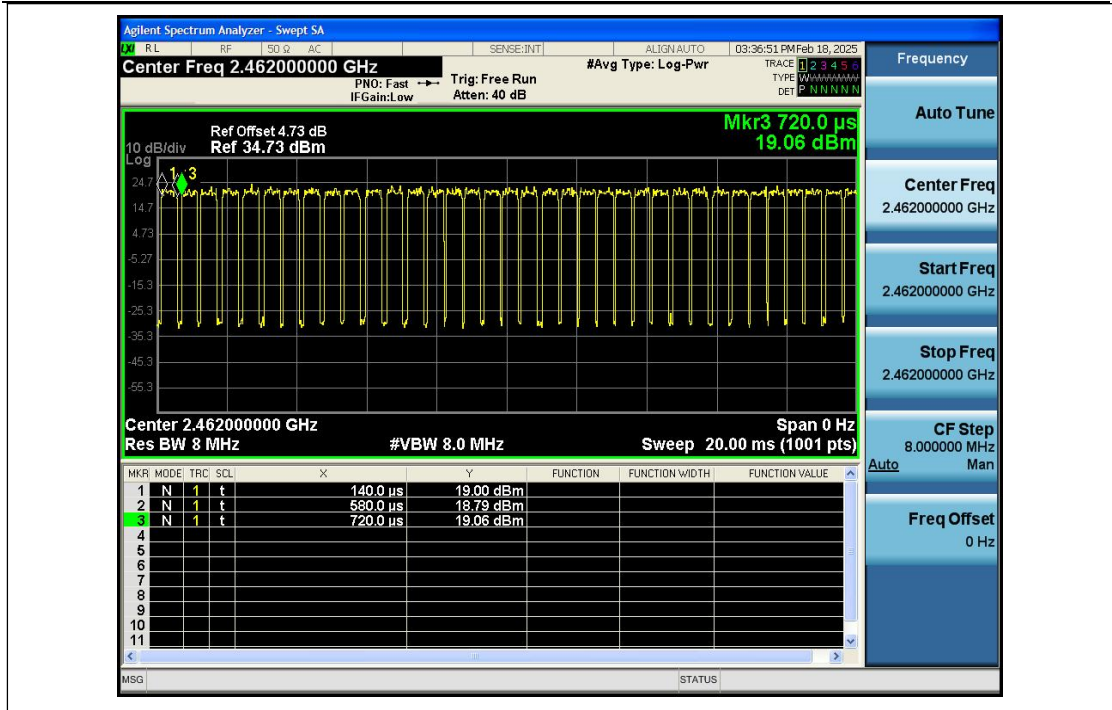 Agilent Spectrum Analyzer - Swept SA
LXI RL RF 50 Ω AC SENSE:INT ALIGN AUTO 03:36:51 PM Feb 18, 2025
Center Freq 2.462000000 GHz #Avg Type: Log-Pwr TRACE 1 2 3 4 5 6
PNO: Fast Trig: Free Run TYPE
IFGain:Low Atten: 40 dB DET P N N N N N
Mkr3 720.0 µs
Ref Offset 4.73 dB 19.06 dBm
10 dB/div Ref 34.73 dBm
Log
1 3
24.7
14.7
4.73
-5.27
-15.3
-25.3
-35.3
-45.3
-55.3
Center 2.462000000 GHz Span 0 Hz
Res BW 8 MHz #VBW 8.0 MHz Sweep 20.00 ms (1001 pts)
MKR MODE TRC SCL X Y FUNCTION FUNCTION WIDTH FUNCTION VALUE
1 N 1 t 140.0 µs 19.00 dBm
2 N 1 t 580.0 µs 18.79 dBm
3 N 1 t 720.0 µs 19.06 dBm
4
5
6
7
8
9
10
11
MSG STATUS
Frequency
Auto Tune
Center Freq
2.462000000 GHz
Start Freq
2.462000000 GHz
Stop Freq
2.462000000 GHz
CF Step
8.000000 MHz
Auto Man
Freq Offset
0 Hz